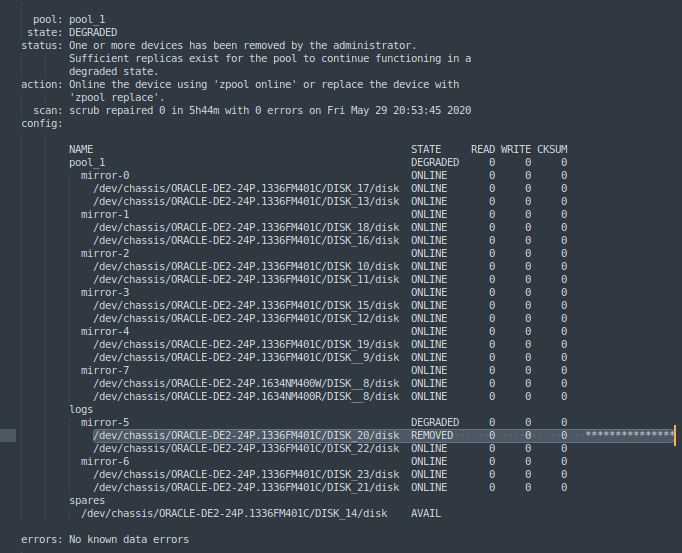 pool: pool_1
state: DEGRADED
status: One or more devices has been removed by the administrator.
Sufficient replicas exist for the pool to continue functioning in a
degraded state.
action: Online the device using 'zpool online' or replace the device with
'zpool replace'.
scan: scrub repaired 0 in 5h44m with 0 errors on Fri May 29 20:53:45 2020
config:
NAME STATE READ WRITE CKSUM
pool_1 DEGRADED 0 0 0
mirror-0 ONLINE 0 0 0
/dev/chassis/ORACLE-DE2-24P.1336FM401C/DISK_17/disk ONLINE 0 0 0
/dev/chassis/ORACLE-DE2-24P.1336FM401C/DISK_13/disk ONLINE 0 0 0
mirror-1 ONLINE 0 0 0
/dev/chassis/ORACLE-DE2-24P.1336FM401C/DISK_18/disk ONLINE 0 0 0
/dev/chassis/ORACLE-DE2-24P.1336FM401C/DISK_16/disk ONLINE 0 0 0
mirror-2 ONLINE 0 0 0
/dev/chassis/ORACLE-DE2-24P.1336FM401C/DISK_10/disk ONLINE 0 0 0
/dev/chassis/ORACLE-DE2-24P.1336FM401C/DISK_11/disk ONLINE 0 0 0
mirror-3 ONLINE 0 0 0
/dev/chassis/ORACLE-DE2-24P.1336FM401C/DISK_15/disk ONLINE 0 0 0
/dev/chassis/ORACLE-DE2-24P.1336FM401C/DISK_12/disk ONLINE 0 0 0
mirror-4 ONLINE 0 0 0
/dev/chassis/ORACLE-DE2-24P.1336FM401C/DISK_19/disk ONLINE 0 0 0
/dev/chassis/ORACLE-DE2-24P.1336FM401C/DISK__9/disk ONLINE 0 0 0
mirror-7 ONLINE 0 0 0
/dev/chassis/ORACLE-DE2-24P.1634NM400W/DISK__8/disk ONLINE 0 0 0
/dev/chassis/ORACLE-DE2-24P.1634NM400R/DISK__8/disk ONLINE 0 0 0
logs
mirror-5 DEGRADED 0 0 0
/dev/chassis/ORACLE-DE2-24P.1336FM401C/DISK_20/disk REMOVED 0 0 0 ***************
/dev/chassis/ORACLE-DE2-24P.1336FM401C/DISK_22/disk ONLINE 0 0 0
mirror-6 ONLINE 0 0 0
/dev/chassis/ORACLE-DE2-24P.1336FM401C/DISK_23/disk ONLINE 0 0 0
/dev/chassis/ORACLE-DE2-24P.1336FM401C/DISK_21/disk ONLINE 0 0 0
spares
/dev/chassis/ORACLE-DE2-24P.1336FM401C/DISK_14/disk AVAIL
errors: No known data errors